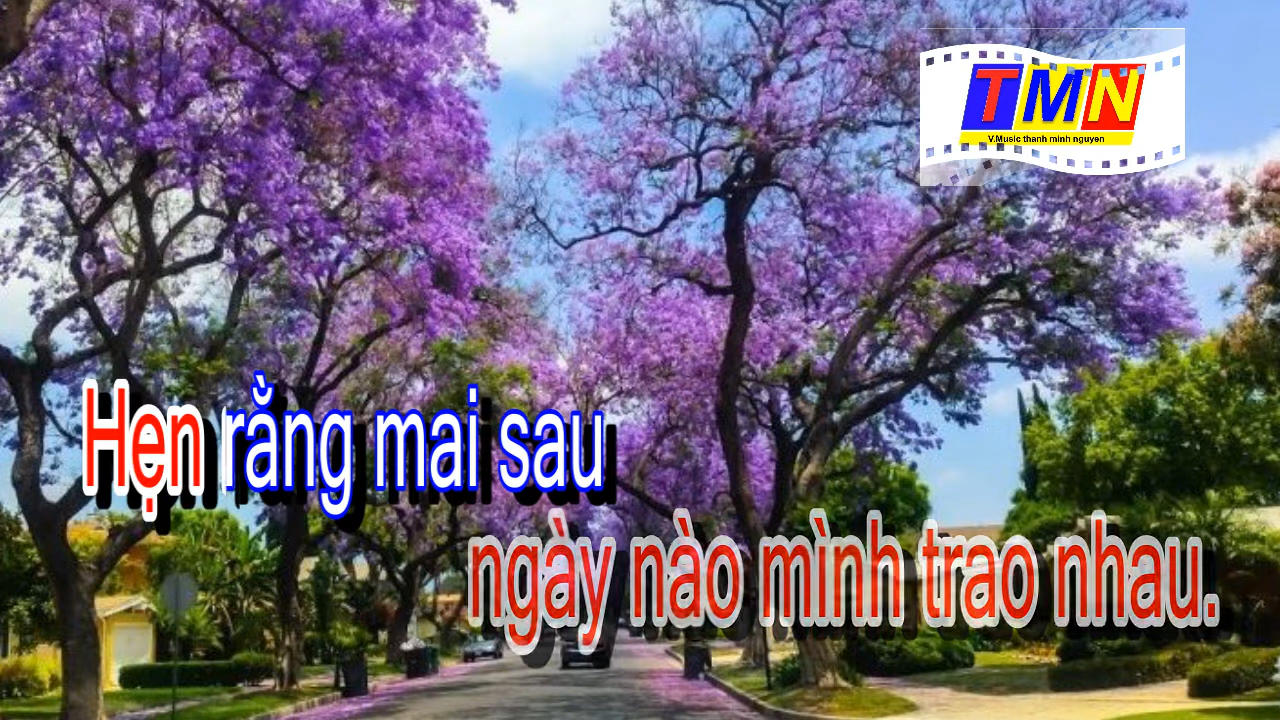 TMN
V.Music thanh minh nguyen
Hẹn rằng mai sau
ngày nào mình trao nhau.